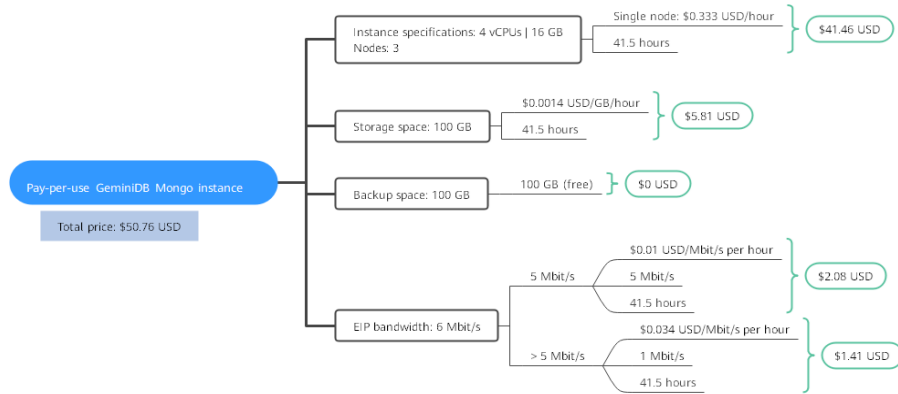 Pay-per-use GeminiDB Mongo instance
Total price: $50.76 USD
Instance specifications: 4 vCPUs | 16 GB
Nodes: 3
Single node: $0.333 USD/hour
41.5 hours
$41.46 USD
Storage space: 100 GB
$0.0014 USD/GB/hour
41.5 hours
$5.81 USD
Backup space: 100 GB
100 GB (free)
$0 USD
EIP bandwidth: 6 Mbit/s
5 Mbit/s
$0.01 USD/Mbit/s per hour
5 Mbit/s
41.5 hours
$2.08 USD
> 5 Mbit/s
$0.034 USD/Mbit/s per hour
1 Mbit/s
41.5 hours
$1.41 USD